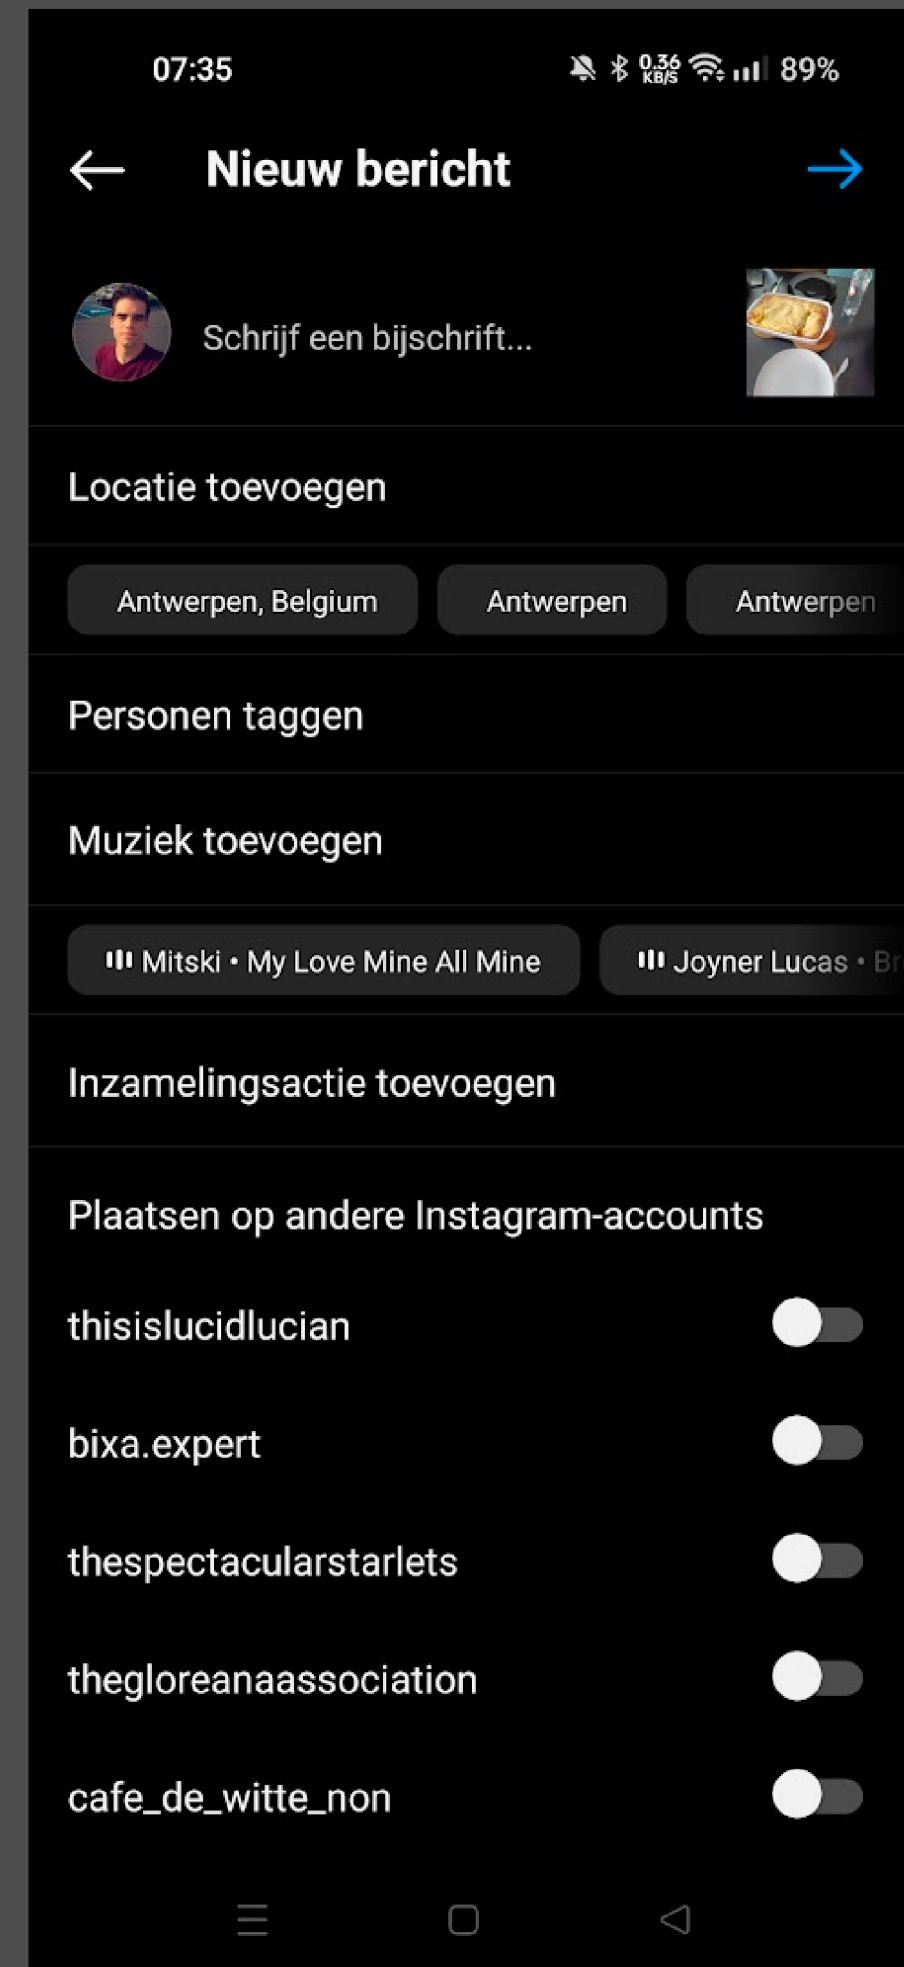 07:35 0.36 KB/S 89%
Nieuw bericht
Schrijf een bijschrift...
Locatie toevoegen
Antwerpen, Belgium Antwerpen Antwerpen
Personen taggen
Muziek toevoegen
Mitski • My Love Mine All Mine Joyner Lucas • Br
Inzamelingsactie toevoegen
Plaatsen op andere Instagram-accounts
thisislucidlucian
bixa.expert
thespectacularstarlets
thegloreanaassociation
cafe_de_witte_non